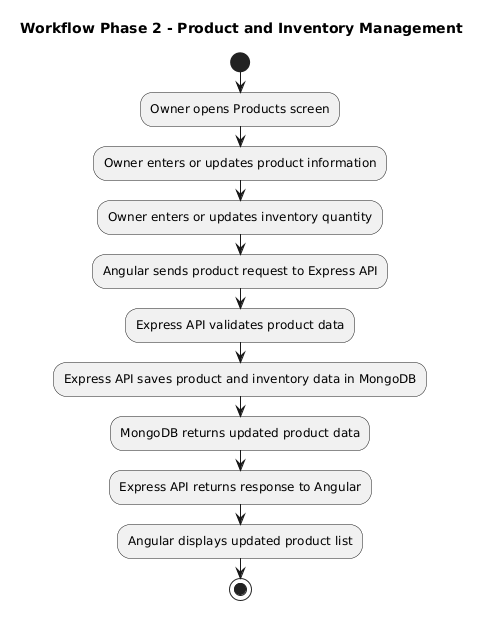 Workflow Phase 2 - Product and Inventory Management
Owner opens Products screen
Owner enters or updates product information
Owner enters or updates inventory quantity
Angular sends product request to Express API
Express API validates product data
Express API saves product and inventory data in MongoDB
MongoDB returns updated product data
Express API returns response to Angular
Angular displays updated product list